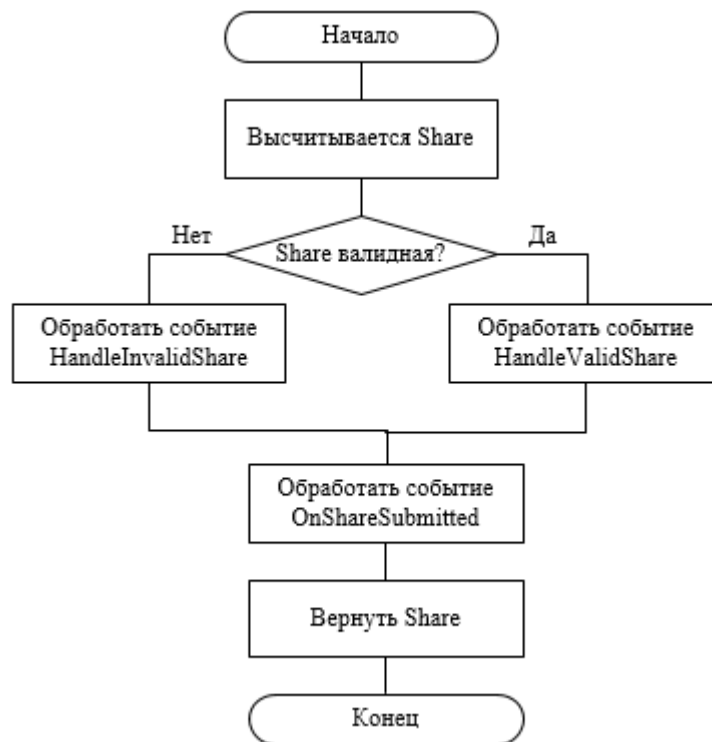 Начало
Высчитывается Share
Share валидная?
Нет
Да
Обработать событие
HandleInvalidShare
Обработать событие
HandleValidShare
Обработать событие
OnShareSubmitted
Вернуть Share
Конец